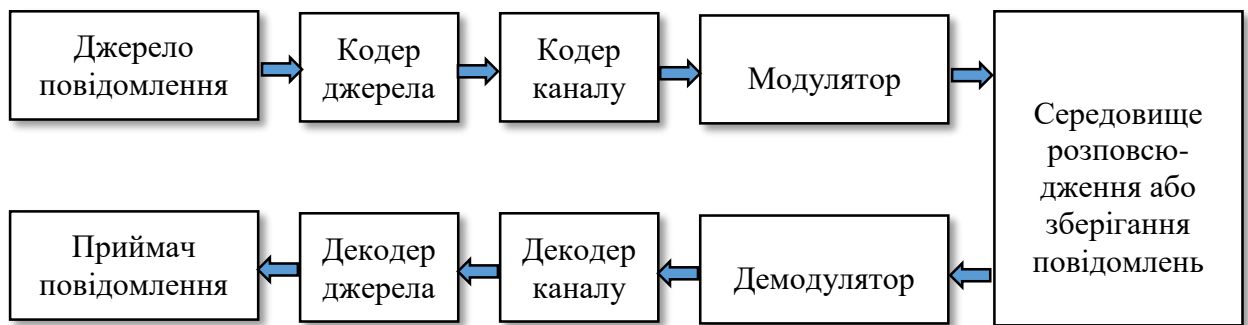 Джерело
повідомлення
Кодер
джерела
Кодер
каналу
Модулятор
Середовище
розповсю-
дження або
зберігання
повідомлень
Приймач
повідомлення
Декодер
джерела
Декодер
каналу
Демодулятор